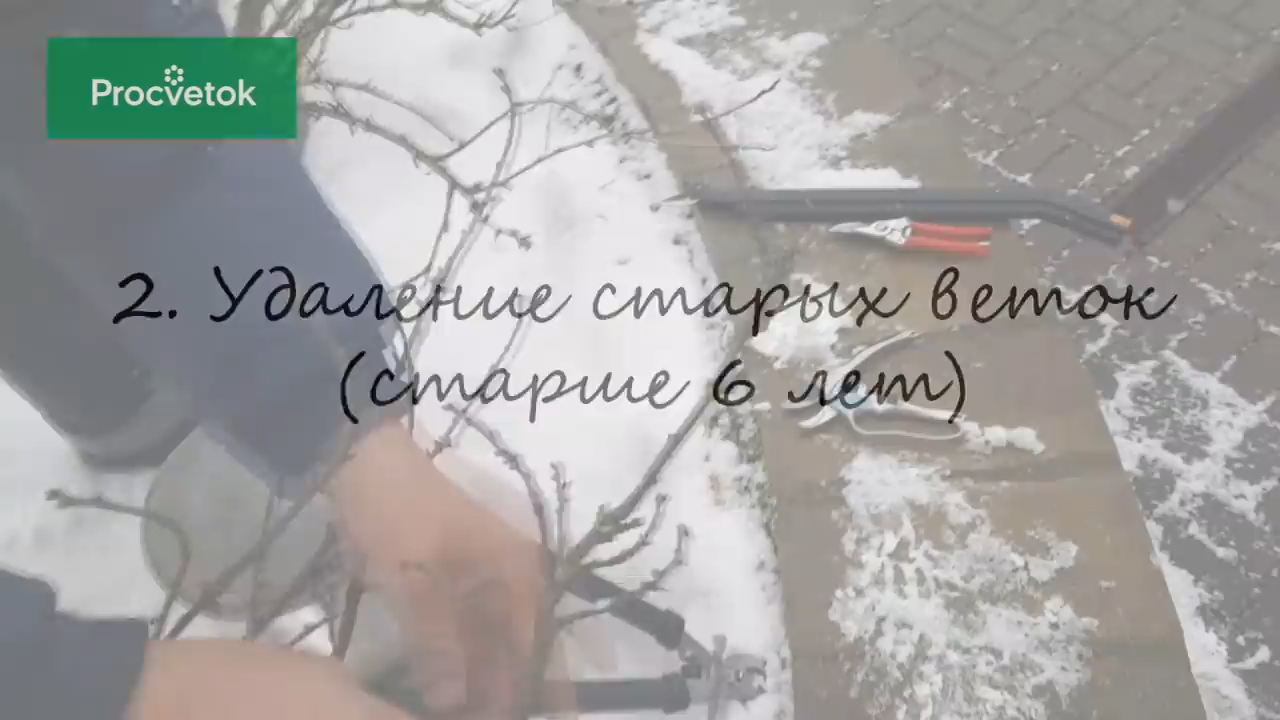 Procvetok
2. Удаление старых веток
(старше 6 лет)